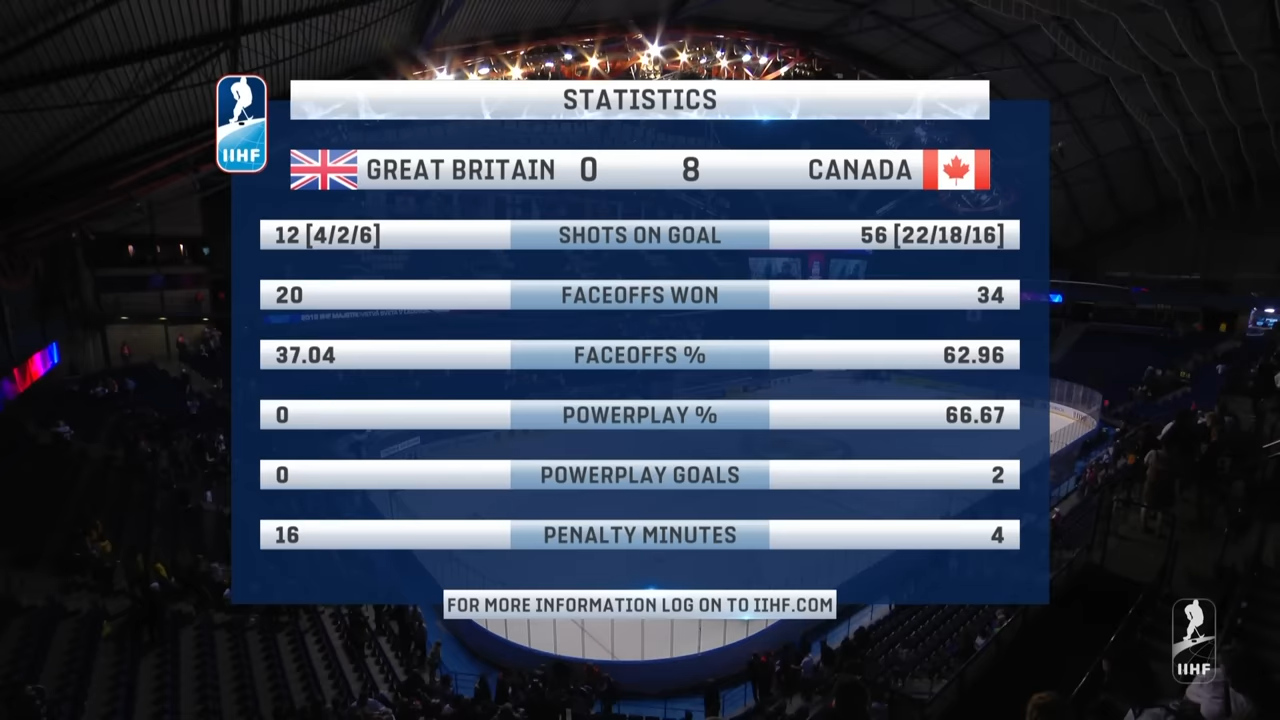 STATISTICS
IIHF
GREAT BRITAIN 0 8 CANADA
12 [4/2/6] SHOTS ON GOAL 56 [22/18/16]
20 FACEOFFS WON 34
37.04 FACEOFFS % 62.96
0 POWERPLAY % 66.67
0 POWERPLAY GOALS 2
16 PENALTY MINUTES 4
FOR MORE INFORMATION LOG ON TO IIHF.COM
IIHF